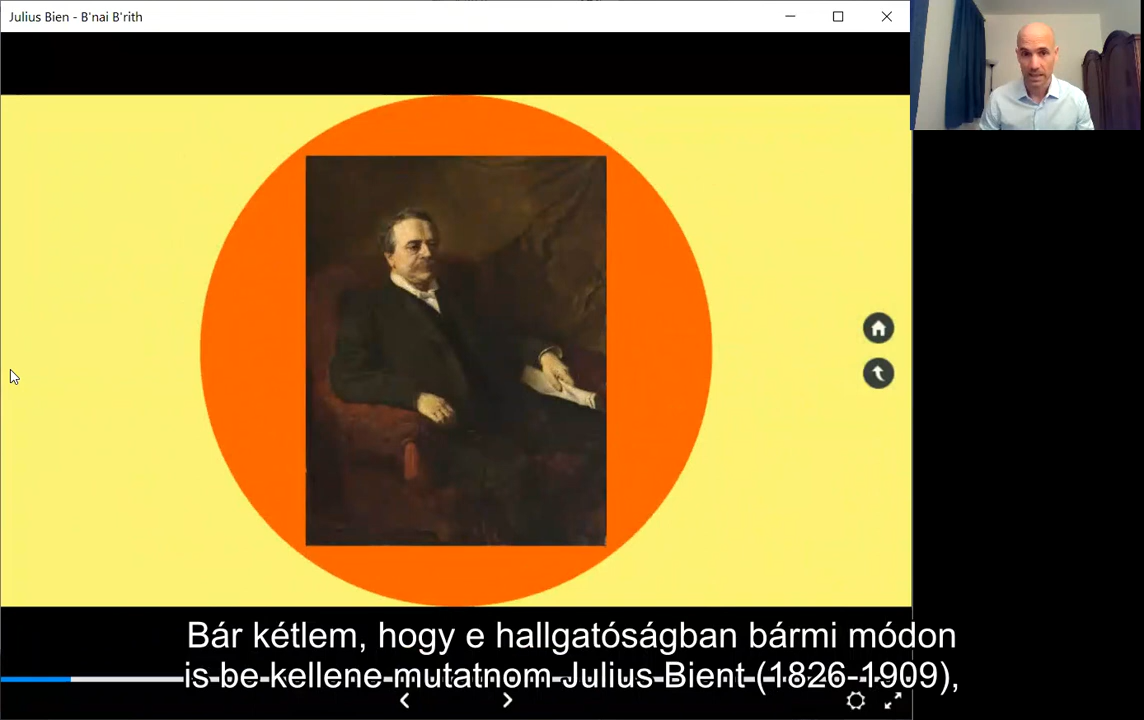 Julius Bien - B'nai B'rith
Bár kétlem, hogy e hallgatóságban bármi módon
is be kellene mutatnom Julius Bient (1826-1909),